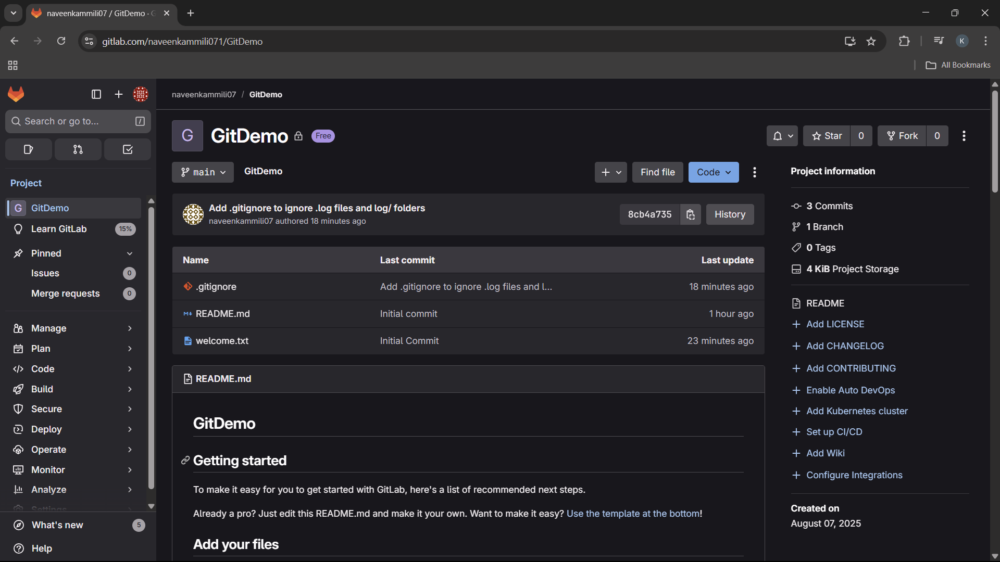 naveenkammili07 / GitDemo · G
gitlab.com/naveenkammili071/GitDemo
K
All Bookmarks
naveenkammili07 / GitDemo
Search or go to... /
G GitDemo Free
Star 0 Fork 0
main GitDemo
Find file Code
Project
G GitDemo
Learn GitLab 15%
Pinned
Issues 0
Merge requests 0
Manage
Plan
Code
Build
Secure
Deploy
Operate
Monitor
Analyze
Settings
What's new 5
Help
Add .gitignore to ignore .log files and log/ folders
naveenkammili07 authored 18 minutes ago
8cb4a735 History
Name Last commit Last update
.gitignore Add .gitignore to ignore .log files and l... 18 minutes ago
README.md Initial commit 1 hour ago
welcome.txt Initial Commit 23 minutes ago
README.md
GitDemo
Getting started
To make it easy for you to get started with GitLab, here's a list of recommended next steps.
Already a pro? Just edit this README.md and make it your own. Want to make it easy? Use the template at the bottom!
Add your files
Project information
3 Commits
1 Branch
0 Tags
4 KiB Project Storage
README
Add LICENSE
Add CHANGELOG
Add CONTRIBUTING
Enable Auto DevOps
Add Kubernetes cluster
Set up CI/CD
Add Wiki
Configure Integrations
Created on
August 07, 2025